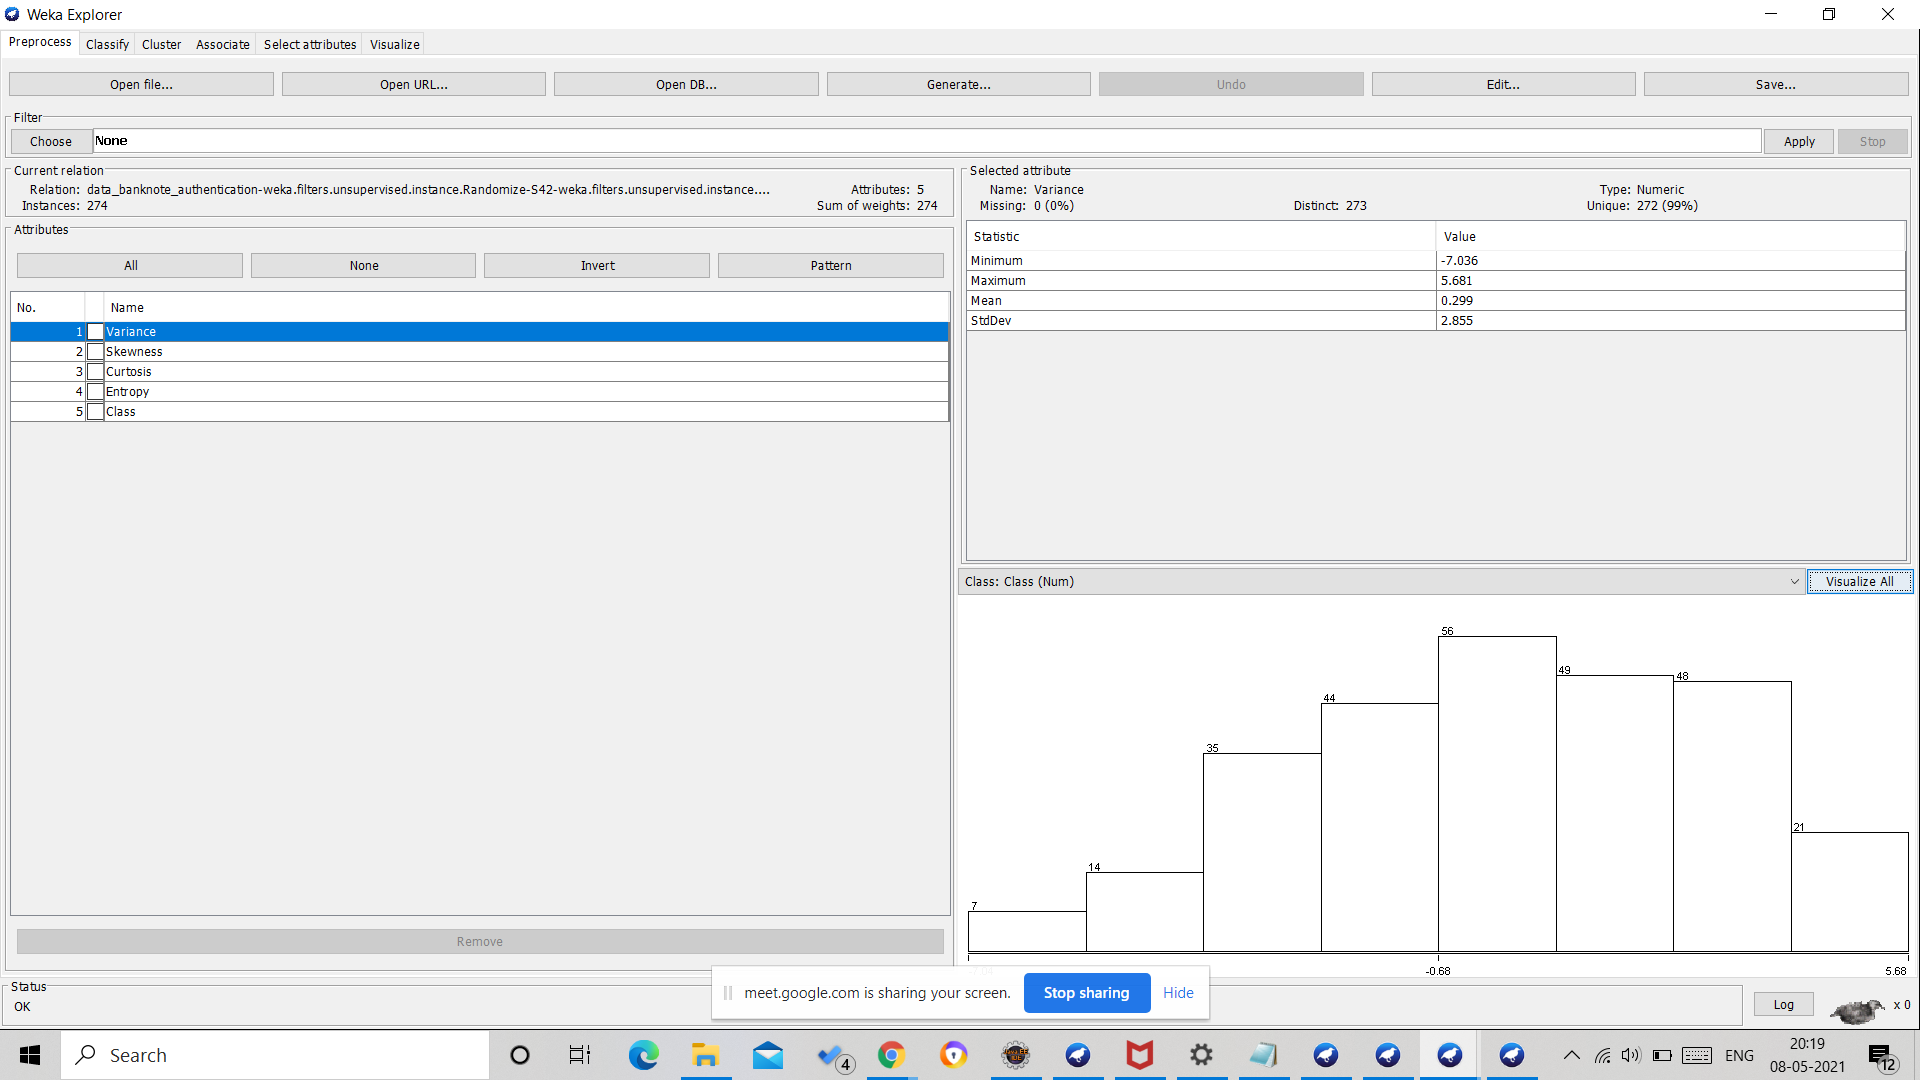 Weka Explorer
Preprocess Classify Cluster Associate Select attributes Visualize
Open file... Open URL... Open DB... Generate... Undo Edit... Save...
Filter
Choose None Apply Stop
Current relation
Relation: data_banknote_authentication-weka.filters.unsupervised.instance.Randomize-S42-weka.filters.unsupervised.instance.... Attributes: 5
Instances: 274 Sum of weights: 274
Selected attribute
Name: Variance Type: Numeric
Missing: 0 (0%) Distinct: 273 Unique: 272 (99%)
Attributes
All None Invert Pattern
No. Name
1 Variance
2 Skewness
3 Curtosis
4 Entropy
5 Class
Statistic Value
Minimum -7.036
Maximum 5.681
Mean 0.299
StdDev 2.855
Class: Class (Num) Visualize All
7 14 35 44 56 49 48 21
-0.68 5.68
Remove
Status
OK
meet.google.com is sharing your screen. Stop sharing Hide
Log x 0
Search
4
ENG
20:19
08-05-2021
12